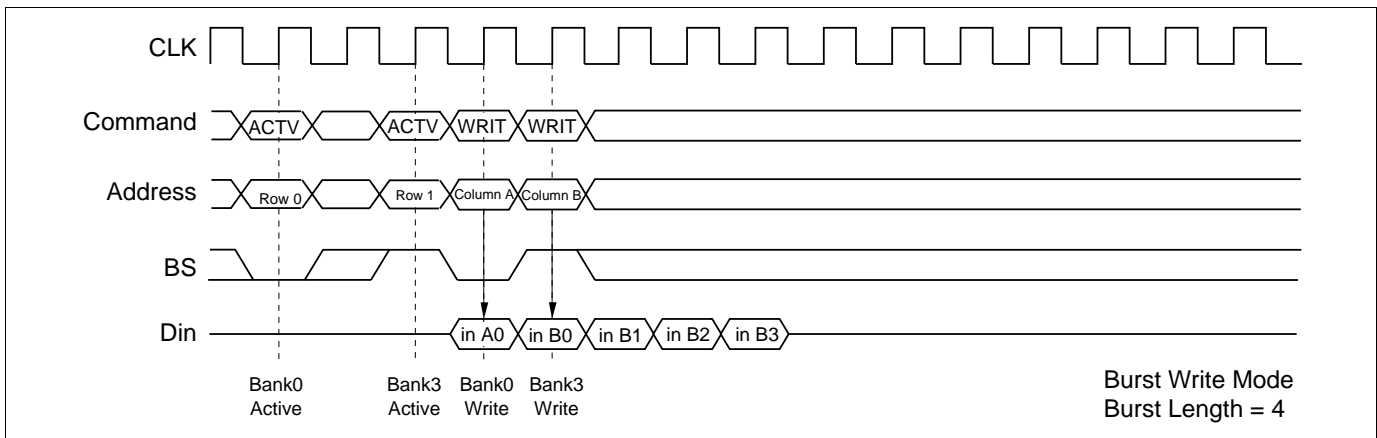 CLK
Command ACTV ACTV WRIT WRIT
Address Row 0 Row 1 Column A Column B
BS
Din in A0 in B0 in B1 in B2 in B3
Bank0 Bank3 Bank0 Bank3
Active Active Write Write
Burst Write Mode
Burst Length = 4